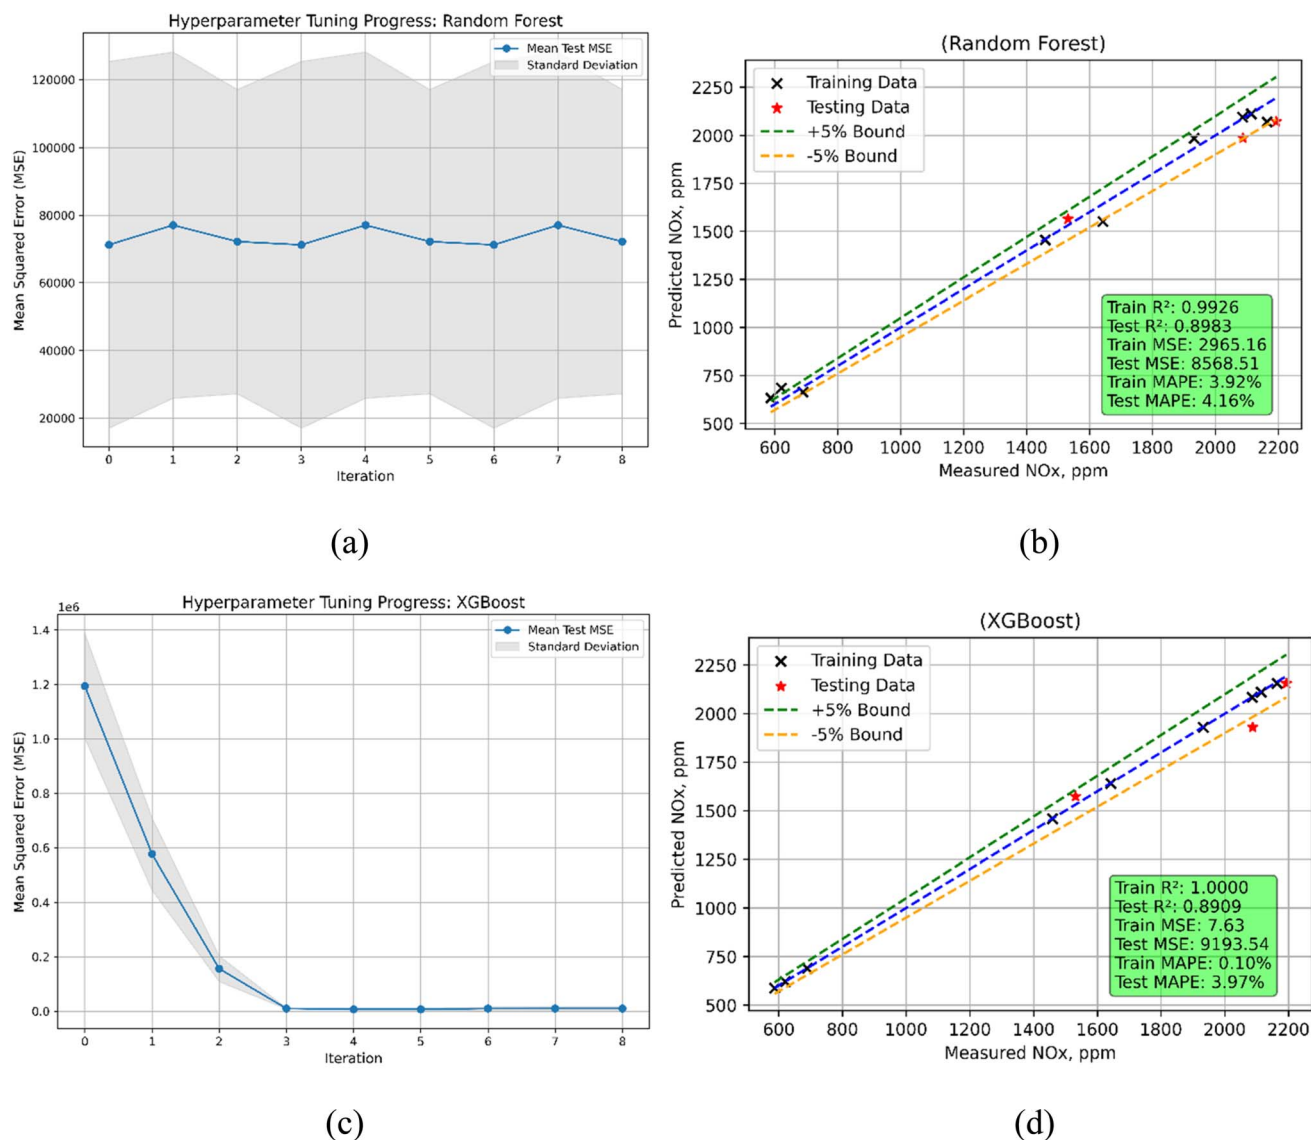 Hyperparameter Tuning Progress: Random Forest
Mean Test MSE
Standard Deviation
120000
100000
80000
60000
40000
20000
Mean Squared Error (MSE)
0 1 2 3 4 5 6 7 8
Iteration
(a)
(Random Forest)
Training Data
Testing Data
+5% Bound
-5% Bound
2250
2000
1750
1500
1250
1000
750
500
Predicted NOx, ppm
Train R²: 0.9926
Test R²: 0.8983
Train MSE: 2965.16
Test MSE: 8568.51
Train MAPE: 3.92%
Test MAPE: 4.16%
600 800 1000 1200 1400 1600 1800 2000 2200
Measured NOx, ppm
(b)
Hyperparameter Tuning Progress: XGBoost
1e6
Mean Test MSE
Standard Deviation
1.4
1.2
1.0
0.8
0.6
0.4
0.2
0.0
Mean Squared Error (MSE)
0 1 2 3 4 5 6 7 8
Iteration
(c)
(XGBoost)
Training Data
Testing Data
+5% Bound
-5% Bound
2250
2000
1750
1500
1250
1000
750
500
Predicted NOx, ppm
Train R²: 1.0000
Test R²: 0.8909
Train MSE: 7.63
Test MSE: 9193.54
Train MAPE: 0.10%
Test MAPE: 3.97%
600 800 1000 1200 1400 1600 1800 2000 2200
Measured NOx, ppm
(d)